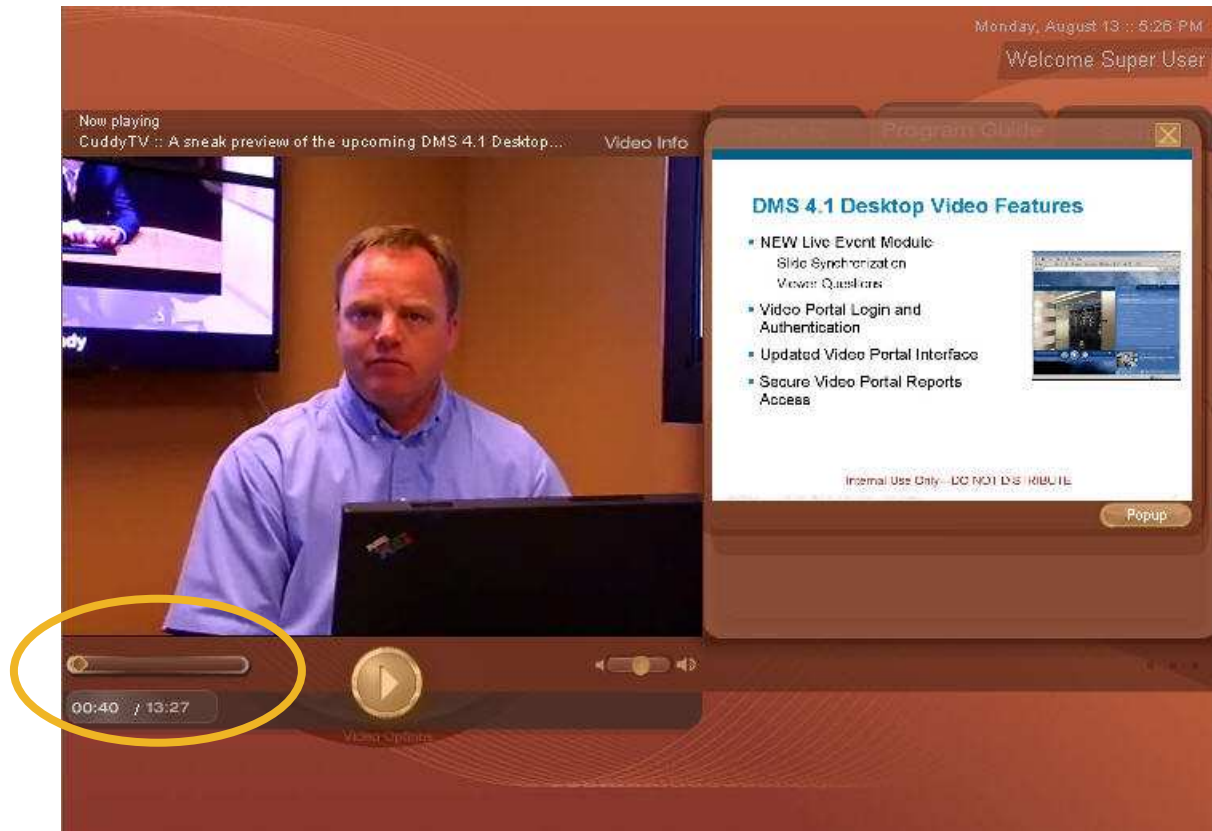 Monday, August 13 :: 5:26 PM
Welcome Super User
Now playing
CuddyTV :: A sneak preview of the upcoming DMS 4.1 Desktop...
Video Info
Program Guide
DMS 4.1 Desktop Video Features
NEW Live Event Module
Slide Synchronization
Viewer Questions
Video Portal Login and
Authentication
Updated Video Portal Interface
Secure Video Portal Reports
Access
Internal Use Only—DO NOT DISTRIBUTE
Popup
dy
00:40 / 13:27
Video Options